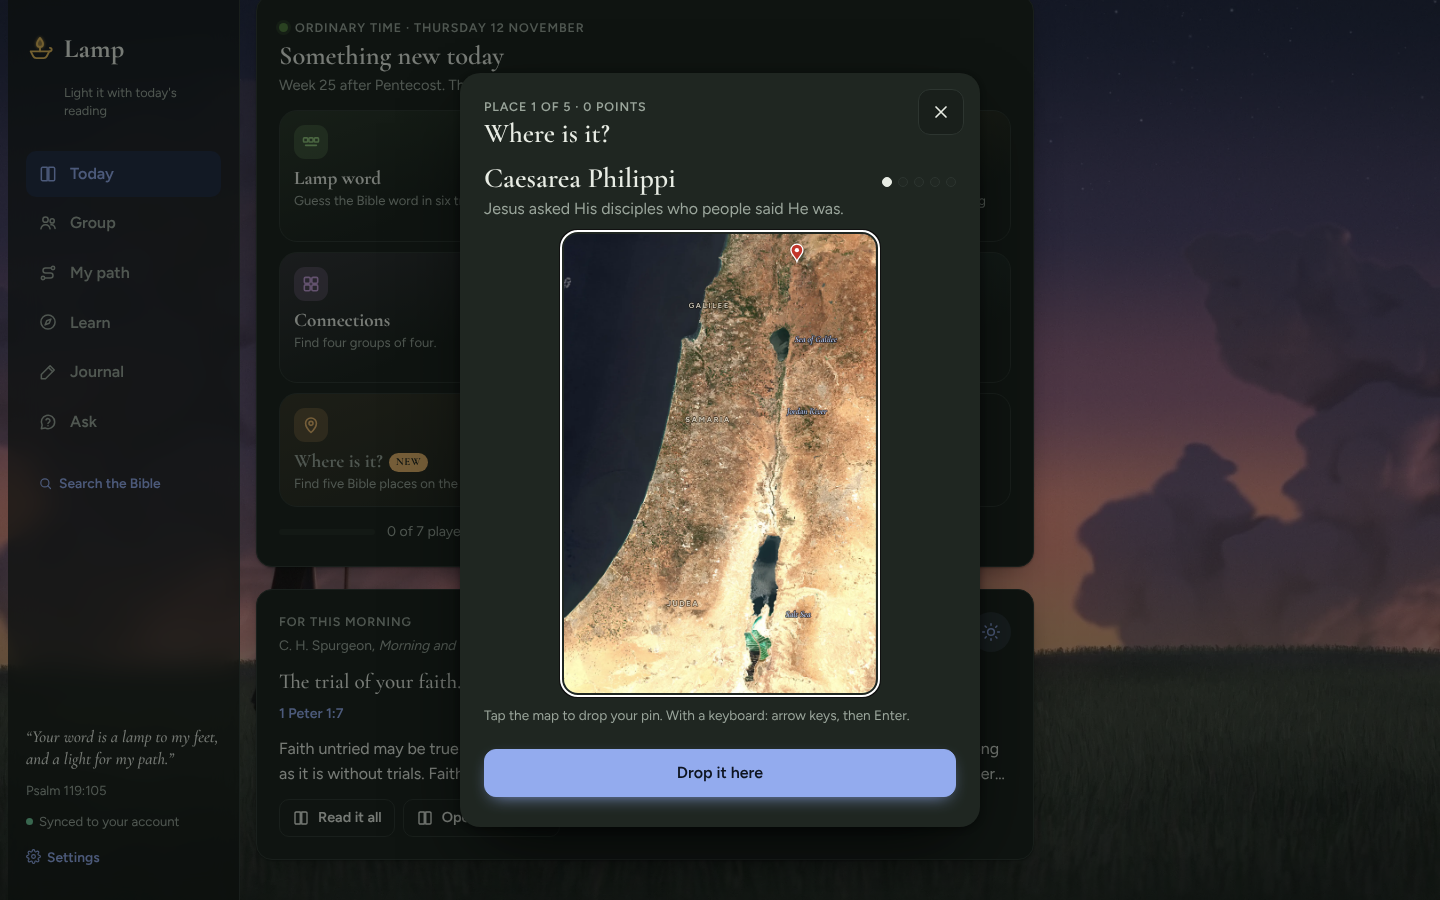 Lamp
Light it with today's
reading
Today
Group
My path
Learn
Journal
Ask
Search the Bible
“Your word is a lamp to my feet,
and a light for my path.”
Psalm 119:105
Synced to your account
Settings
ORDINARY TIME · THURSDAY 12 NOVEMBER
Something new today
Week 25 after Pentecost.
Lamp word
Guess the Bible word in six
Connections
Find four groups of four.
Where is it? NEW
Find five Bible places on the
0 of 7
FOR THIS MORNING
C. H. Spurgeon, Morning and
The trial of your faith.
1 Peter 1:7
Faith untried may be true
as it is without trials. Faith
Read it all
PLACE 1 OF 5 · 0 POINTS
Where is it?
Caesarea Philippi
Jesus asked His disciples who people said He was.
GALILEE
Sea of Galilee
SAMARIA
Jordan River
JUDEA
Salt Sea
Tap the map to drop your pin. With a keyboard: arrow keys, then Enter.
Drop it here